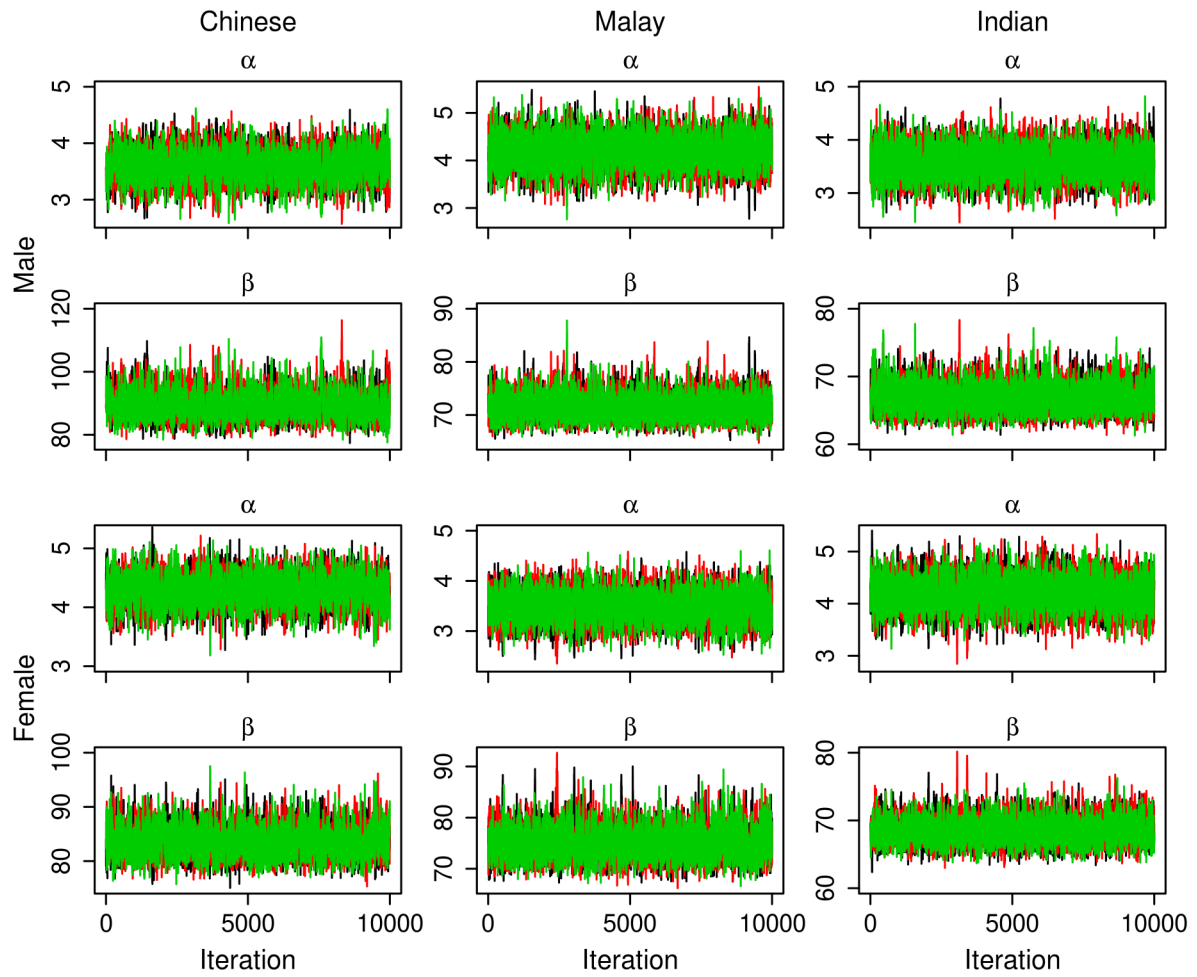 Chinese Malay Indian
α α α
5 4 3
5 4 3
5 4 3
Male
β β β
120 100 80
90 80 70
80 70 60
α α α
5 4 3
5 4 3
5 4 3
Female
β β β
100 90 80
90 80 70
80 70 60
0 5000 10000 0 5000 10000 0 5000 10000
Iteration Iteration Iteration